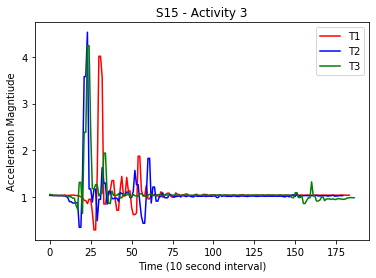 S15 - Activity 3
Acceleration Magntiude
4
3
2
1
T1
T2
T3
0
25
50
75
100
125
150
175
Time (10 second interval)